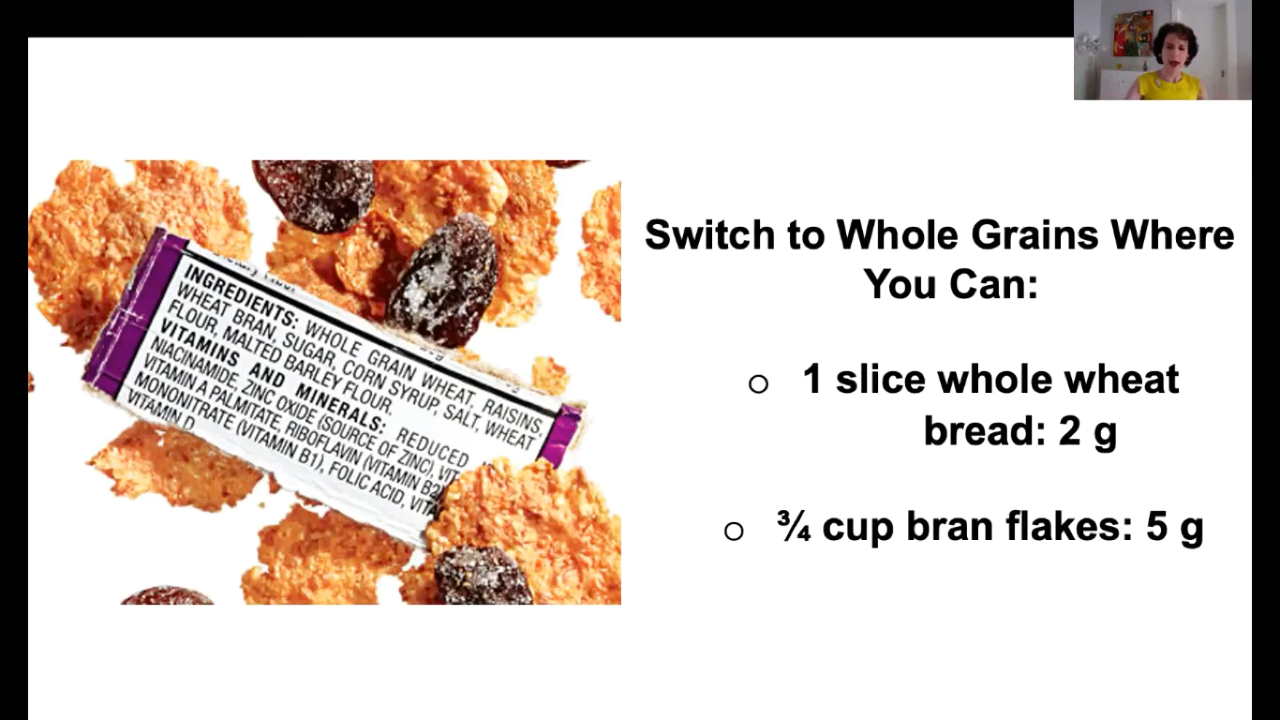 INGREDIENTS: WHOLE GRAIN WHEAT, RAISINS,
WHEAT BRAN, SUGAR, CORN SYRUP, SALT, WHEAT
FLOUR, MALTED BARLEY FLOUR.
VITAMINS AND MINERALS: REDUCED
NIACINAMIDE, ZINC OXIDE (SOURCE OF ZINC), VIT
VITAMIN A PALMITATE, RIBOFLAVIN (VITAMIN B2
MONONITRATE (VITAMIN B1), FOLIC ACID, VITA
VITAMIN D
Switch to Whole Grains Where
You Can:
o 1 slice whole wheat
bread: 2 g
o ¾ cup bran flakes: 5 g